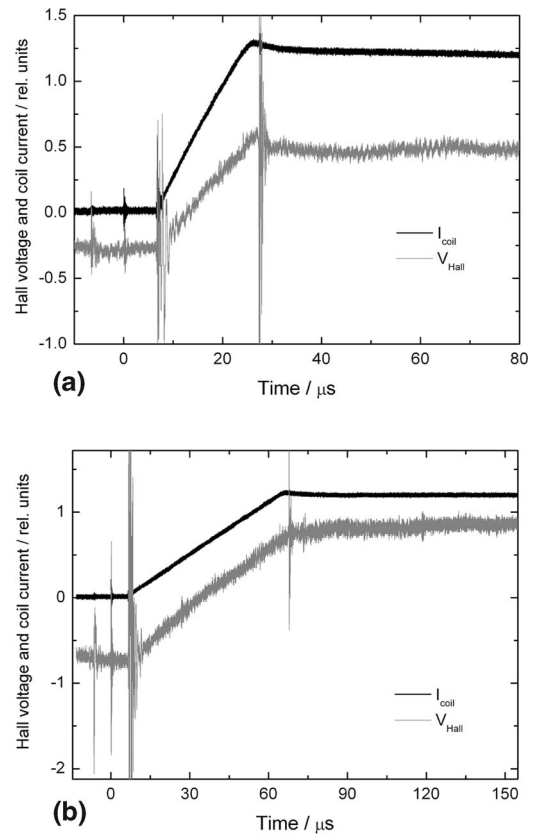 1.5
1.0
0.5
0.0
-0.5
-1.0
Hall voltage and coil current / rel. units
I_coil
V_Hall
0 20 40 60 80
(a)
Time / μs
1
0
-1
-2
Hall voltage and coil current / rel. units
I_coil
V_Hall
0 30 60 90 120 150
(b)
Time / μs